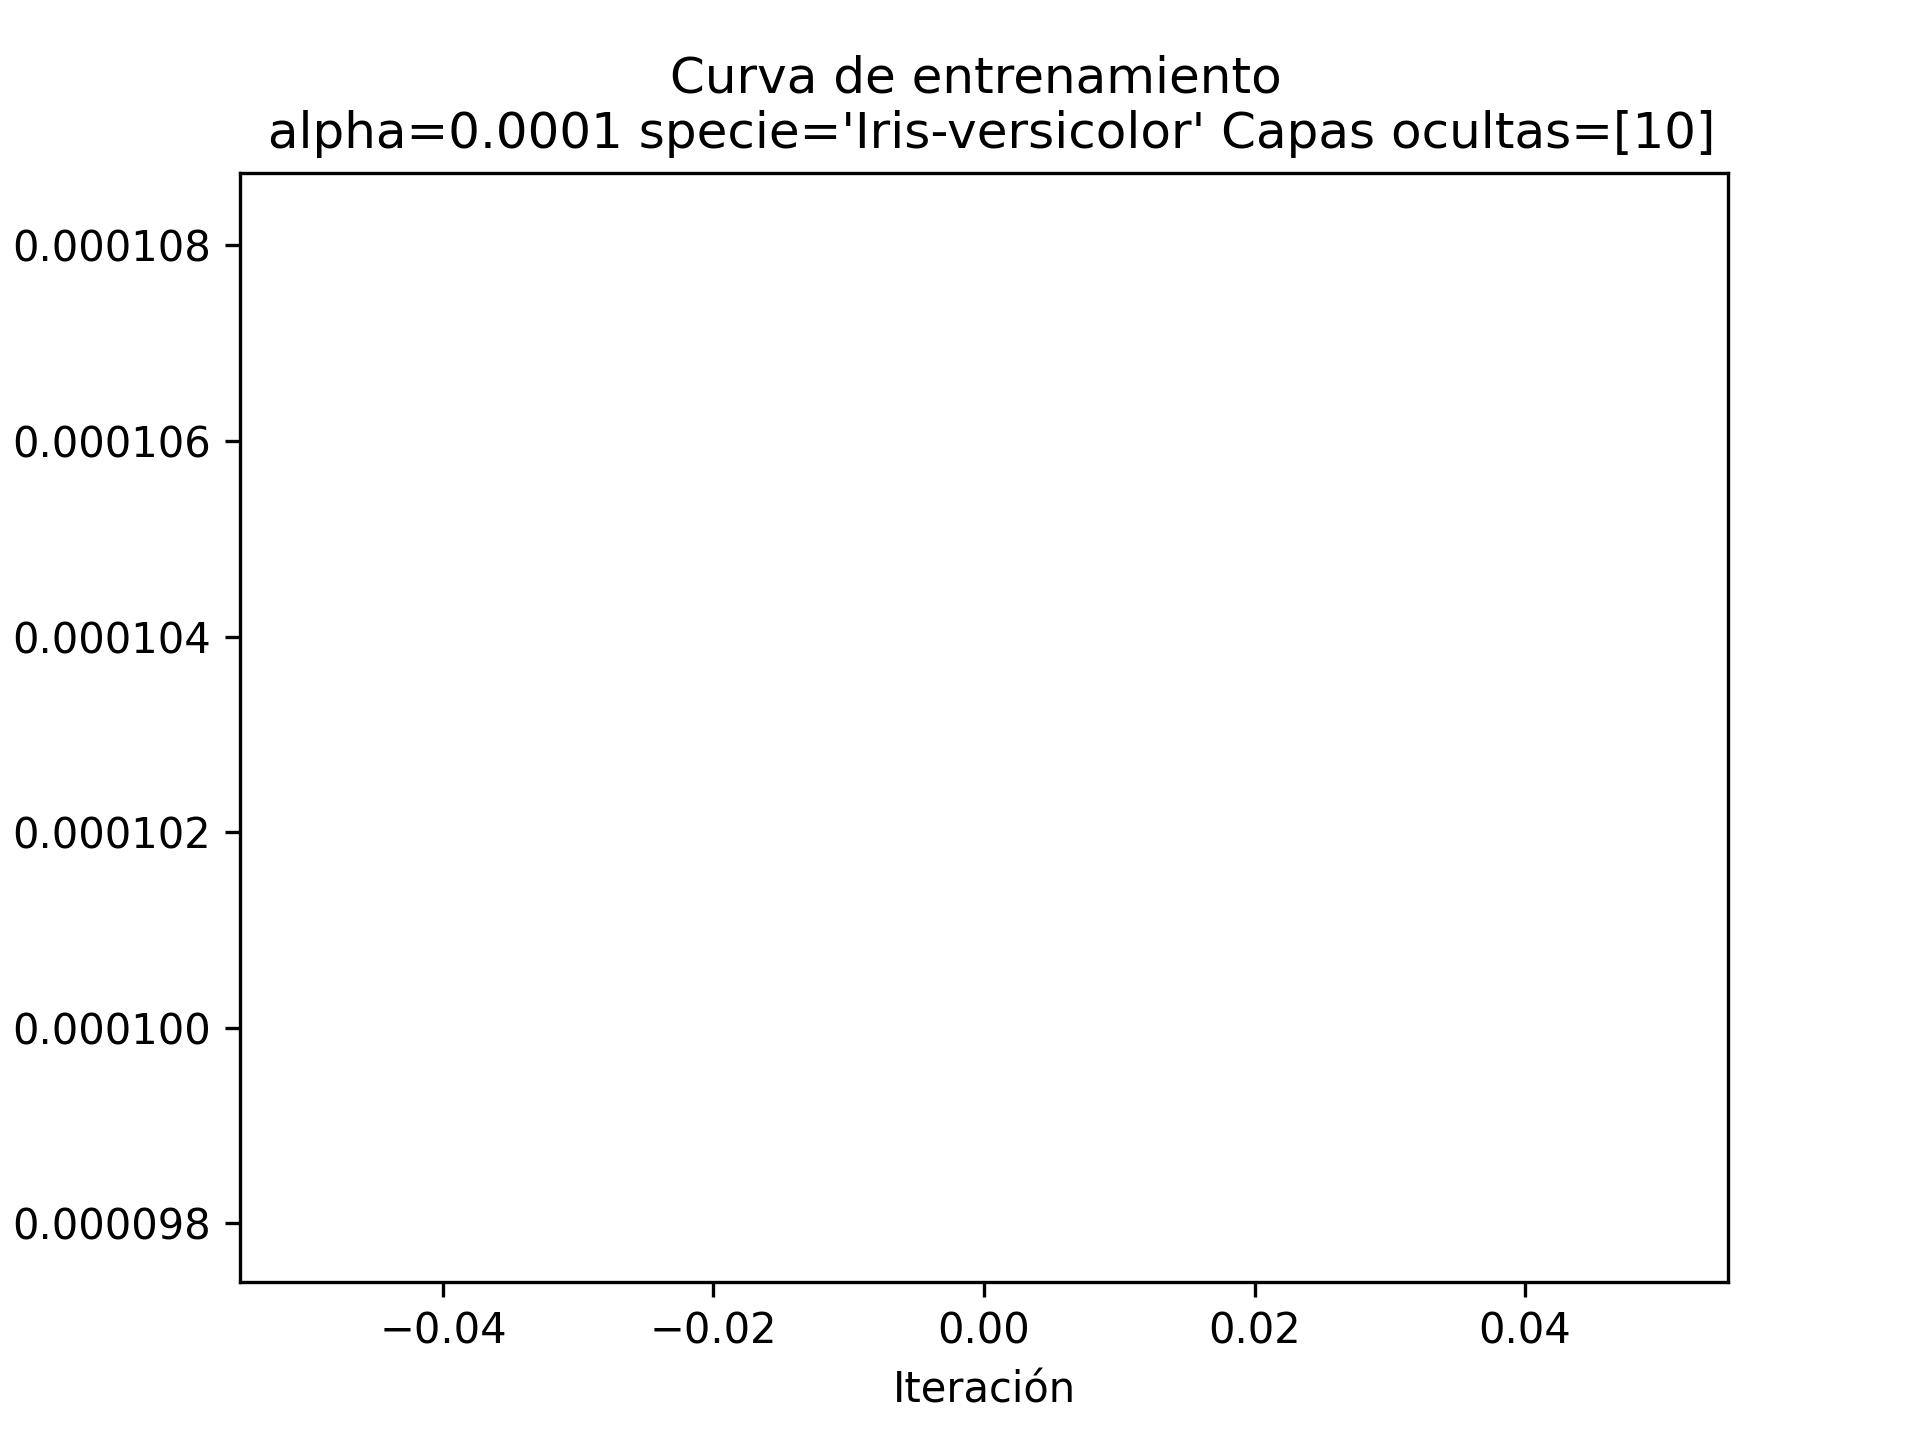 Curva de entrenamiento
alpha=0.0001 specie='Iris-versicolor' Capas ocultas=[10]
0.000108
0.000106
0.000104
0.000102
0.000100
0.000098
−0.04 −0.02 0.00 0.02 0.04
Iteración